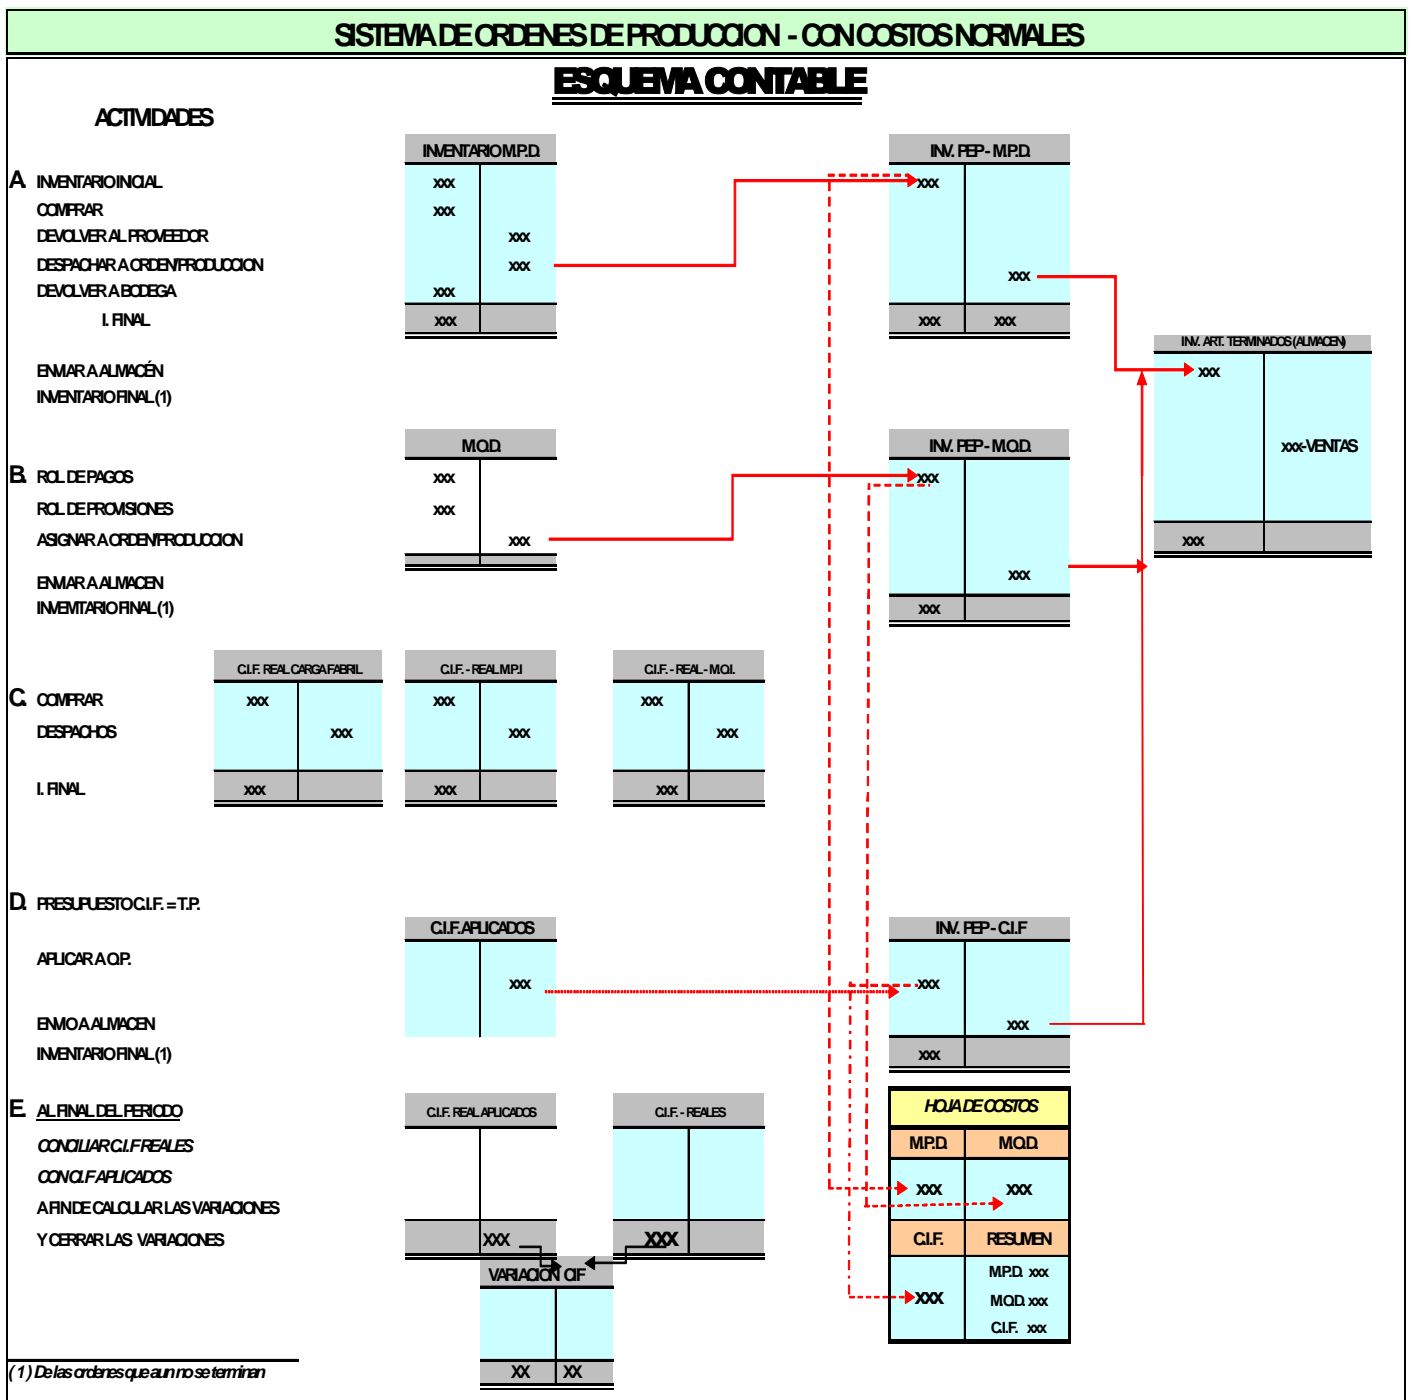 SISTEMA DE ORDENES DE PRODUCCION - CON COSTOS NORMALES
ESQUEMA CONTABLE
ACTIVIDADES
INVENTARIO M.P.D.
INV. PEP - M.P.D.
A. INVENTARIO INICIAL
xxx
xxx
COMPRAR
xxx
DEVOLVER AL PROVEEDOR
xxx
DESPACHAR A ORDEN/PRODUCCION
xxx
xxx
DEVOLVER A BODEGA
xxx
I. FINAL
xxx
xxx xxx
INV. ART. TERMINADOS (ALMACEN)
ENVIAR A ALMACÉN
xxx
INVENTARIO FINAL (1)
M.O.D.
INV. PEP - M.O.D.
xxx-VENTAS
B. ROL DE PAGOS
xxx
xxx
ROL DE PROVISIONES
xxx
ASIGNAR A ORDEN/PRODUCCION
xxx
xxx
ENVIAR A ALMACEN
xxx
INVEMTARIO FINAL (1)
xxx
C.I.F. REAL CARGA FABRIL
C.I.F. - REAL M.P.I
C.I.F. - REAL - M.O.I.
C. COMPRAR
xxx
xxx
xxx
DESPACHOS
xxx
xxx
xxx
I. FINAL
xxx
xxx
xxx
D. PRESUPUESTO C.I.F. = T.P.
C.I.F. APLICADOS
INV. PEP - C.I.F
APLICAR A O.P.
xxx
xxx
ENVIO A ALMACEN
xxx
INVENTARIO FINAL (1)
xxx
E. AL FINAL DEL PERIODO
C.I.F. REAL APLICADOS
C.I.F. - REALES
HOJA DE COSTOS
CONCILIAR C.I.F REALES
M.P.D. M.O.D.
CON C.I.F APLICADOS
xxx xxx
A FIN DE CALCULAR LAS VARIACIONES
Y CERRAR LAS VARIACIONES
XXX
XXX
C.I.F. RESUMEN
VARIACION CIF
M.P.D. xxx
XXX
M.O.D. xxx
C.I.F. xxx
( 1 ) De las ordenes que aun no se terminan
XX XX